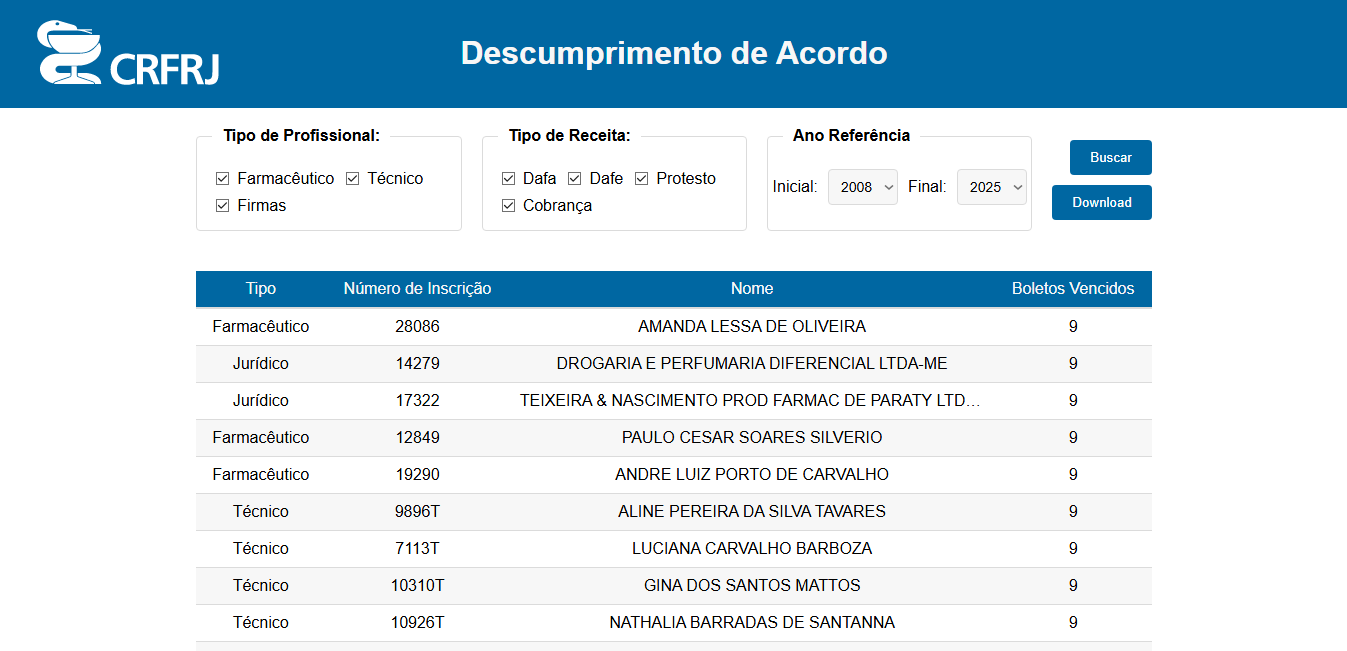 CRFRJ
Descumprimento de Acordo
Tipo de Profissional:
Farmacêutico Técnico
Firmas
Tipo de Receita:
Dafa Dafe Protesto
Cobrança
Ano Referência
Inicial: 2008 Final: 2025
Buscar
Download
Tipo Número de Inscrição Nome Boletos Vencidos
Farmacêutico 28086 AMANDA LESSA DE OLIVEIRA 9
Jurídico 14279 DROGARIA E PERFUMARIA DIFERENCIAL LTDA-ME 9
Jurídico 17322 TEIXEIRA & NASCIMENTO PROD FARMAC DE PARATY LTD... 9
Farmacêutico 12849 PAULO CESAR SOARES SILVERIO 9
Farmacêutico 19290 ANDRE LUIZ PORTO DE CARVALHO 9
Técnico 9896T ALINE PEREIRA DA SILVA TAVARES 9
Técnico 7113T LUCIANA CARVALHO BARBOZA 9
Técnico 10310T GINA DOS SANTOS MATTOS 9
Técnico 10926T NATHALIA BARRADAS DE SANTANNA 9